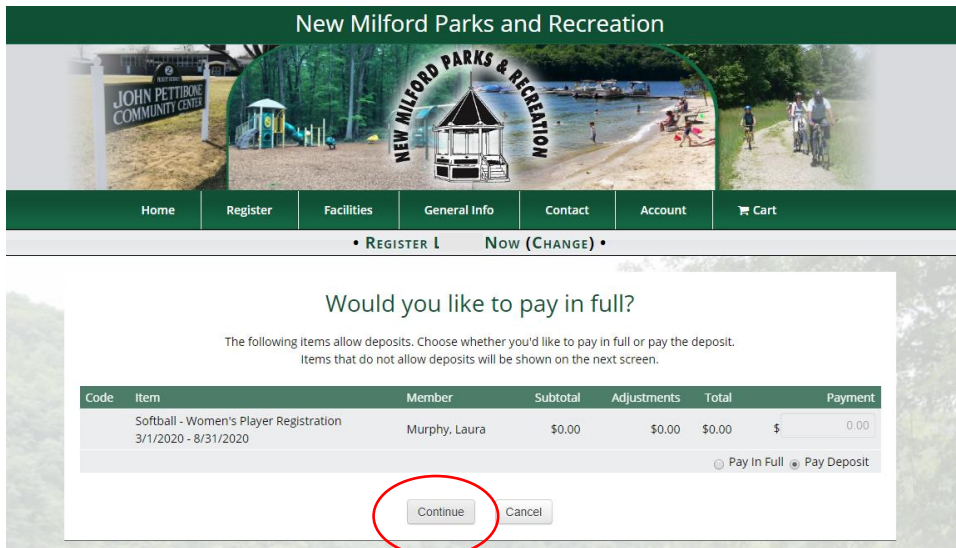 New Milford Parks and Recreation
JOHN PETTIBONE
COMMUNITY CENTER
NEW MILFORD PARKS & RECREATION
Home Register Facilities General Info Contact Account Cart
• REGISTER L NOW (CHANGE) •
Would you like to pay in full?
The following items allow deposits. Choose whether you'd like to pay in full or pay the deposit.
Items that do not allow deposits will be shown on the next screen.
Code Item Member Subtotal Adjustments Total Payment
Softball - Women's Player Registration
3/1/2020 - 8/31/2020 Murphy, Laura $0.00 $0.00 $0.00 $ 0.00
Pay In Full Pay Deposit
Continue Cancel